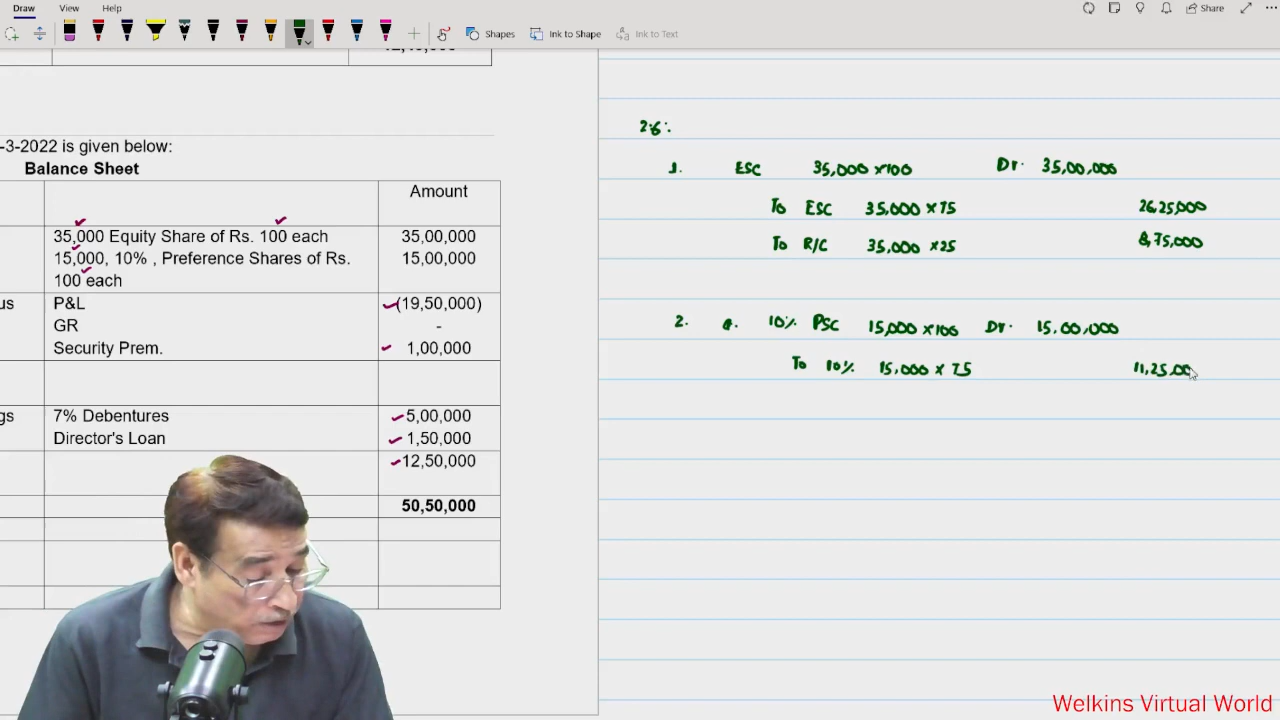 Draw View Help
Share
Shapes Ink to Shape Ink to Text
-3-2022 is given below:
Balance Sheet
Amount
35,000 Equity Share of Rs. 100 each 35,00,000
15,000, 10% , Preference Shares of Rs. 15,00,000
100 each
us P&L (19,50,000)
GR -
Security Prem. 1,00,000
gs 7% Debentures 5,00,000
Director's Loan 1,50,000
12,50,000
50,50,000
2.6:
1. ESC 35,000 × 100 Dr. 35,00,000
To ESC 35,000 × 75 26,25,000
To R/C 35,000 × 25 8,75,000
2. a. 10% PSC 15,000 × 100 Dr. 15,00,000
To 10% 15,000 × 75 11,25,00
Welkins Virtual World